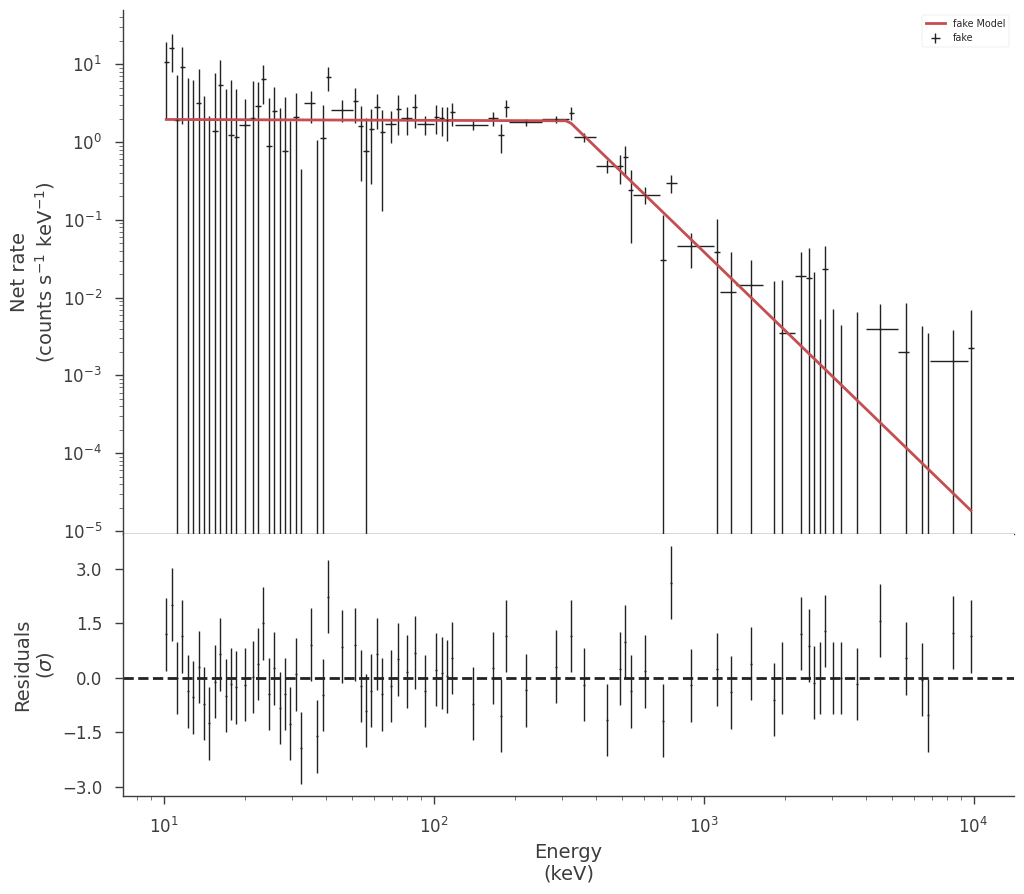 fake Model
fake
Net rate
(counts s⁻¹ keV⁻¹)
10¹
10⁰
10⁻¹
10⁻²
10⁻³
10⁻⁴
10⁻⁵
Residuals
(σ)
3.0
1.5
0.0
−1.5
−3.0
10¹ 10² 10³ 10⁴
Energy
(keV)